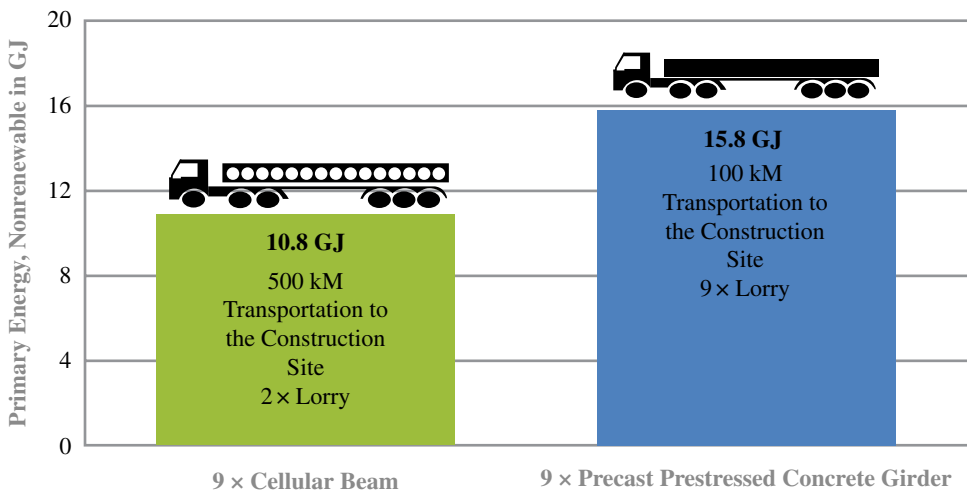 Primary Energy, Nonrenewable in GJ
20
16
12
8
4
0
10.8 GJ
500 kM
Transportation to
the Construction
Site
2 × Lorry
15.8 GJ
100 kM
Transportation to
the Construction
Site
9 × Lorry
9 × Cellular Beam
9 × Precast Prestressed Concrete Girder